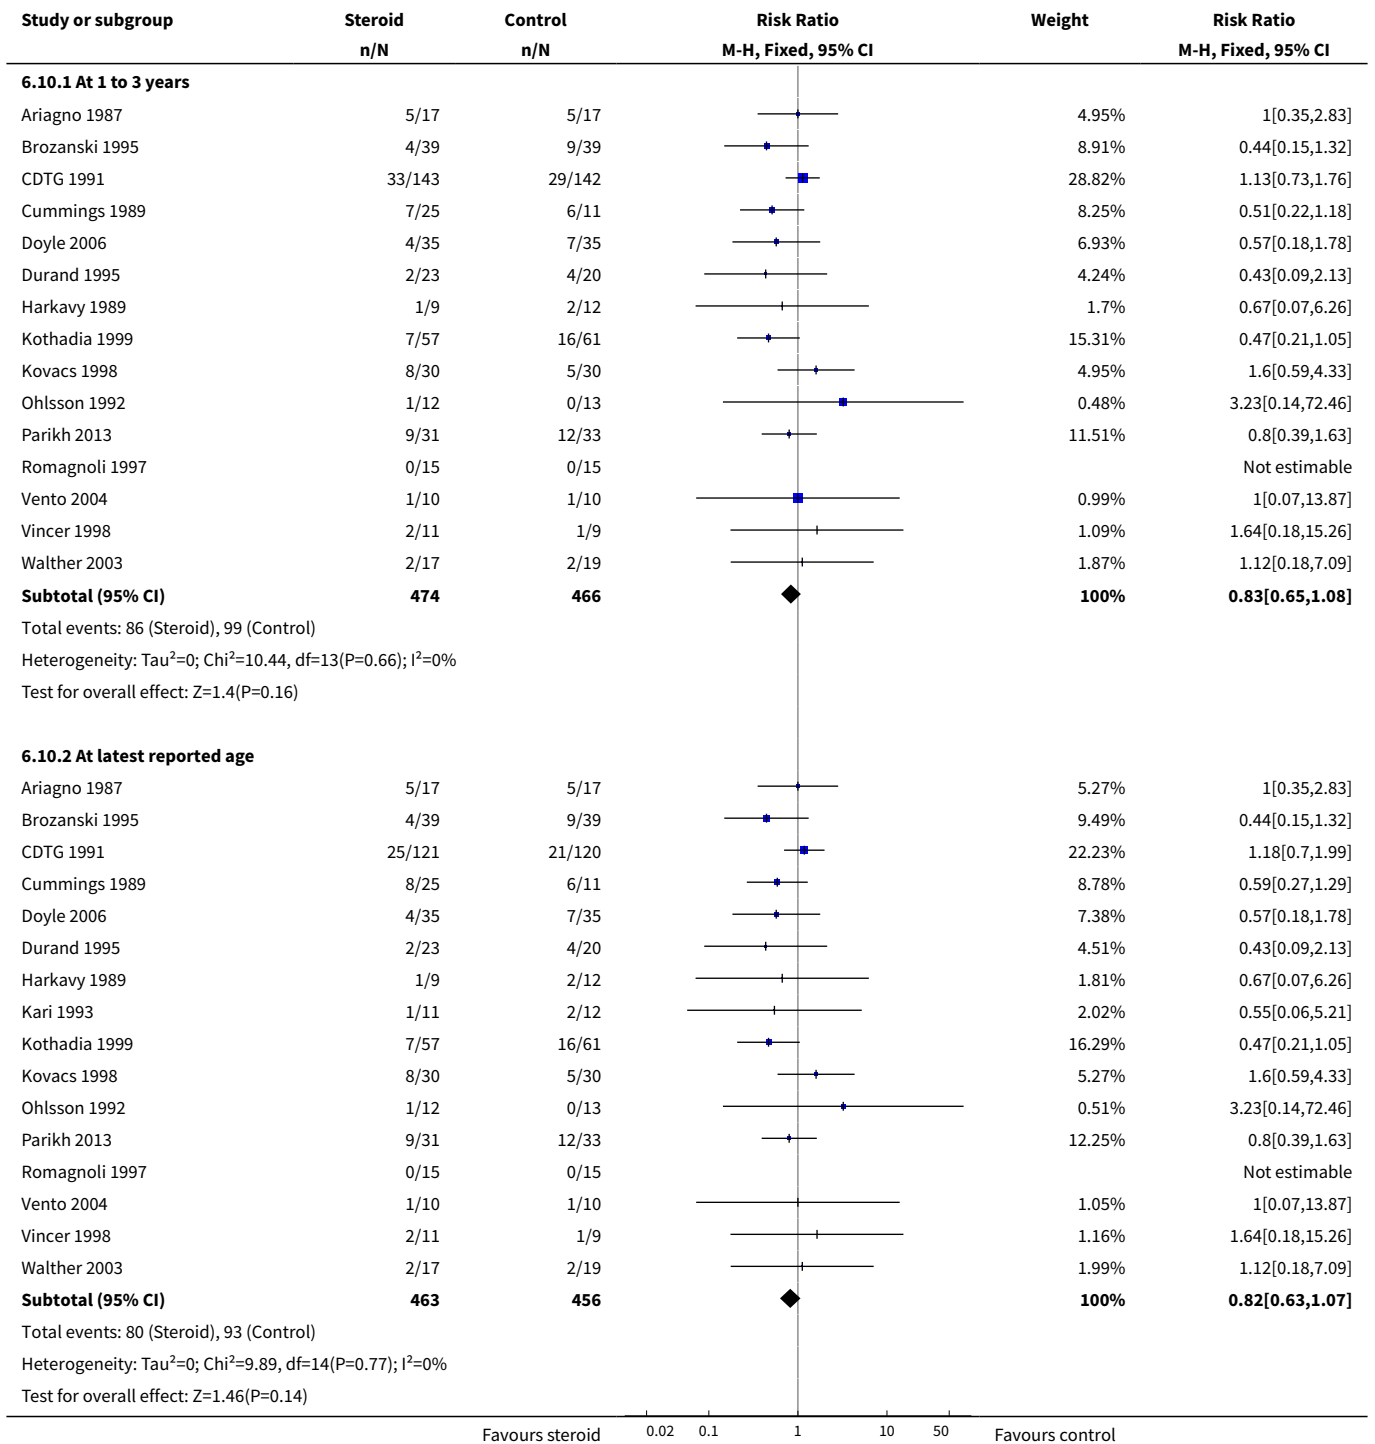 Study or subgroup Steroid Control Risk Ratio Weight Risk Ratio
n/N n/N M-H, Fixed, 95% CI M-H, Fixed, 95% CI
6.10.1 At 1 to 3 years
Ariagno 1987 5/17 5/17 4.95% 1[0.35,2.83]
Brozanski 1995 4/39 9/39 8.91% 0.44[0.15,1.32]
CDTG 1991 33/143 29/142 28.82% 1.13[0.73,1.76]
Cummings 1989 7/25 6/11 8.25% 0.51[0.22,1.18]
Doyle 2006 4/35 7/35 6.93% 0.57[0.18,1.78]
Durand 1995 2/23 4/20 4.24% 0.43[0.09,2.13]
Harkavy 1989 1/9 2/12 1.7% 0.67[0.07,6.26]
Kothadia 1999 7/57 16/61 15.31% 0.47[0.21,1.05]
Kovacs 1998 8/30 5/30 4.95% 1.6[0.59,4.33]
Ohlsson 1992 1/12 0/13 0.48% 3.23[0.14,72.46]
Parikh 2013 9/31 12/33 11.51% 0.8[0.39,1.63]
Romagnoli 1997 0/15 0/15 Not estimable
Vento 2004 1/10 1/10 0.99% 1[0.07,13.87]
Vincer 1998 2/11 1/9 1.09% 1.64[0.18,15.26]
Walther 2003 2/17 2/19 1.87% 1.12[0.18,7.09]
Subtotal (95% CI) 474 466 100% 0.83[0.65,1.08]
Total events: 86 (Steroid), 99 (Control)
Heterogeneity: Tau²=0; Chi²=10.44, df=13(P=0.66); I²=0%
Test for overall effect: Z=1.4(P=0.16)
6.10.2 At latest reported age
Ariagno 1987 5/17 5/17 5.27% 1[0.35,2.83]
Brozanski 1995 4/39 9/39 9.49% 0.44[0.15,1.32]
CDTG 1991 25/121 21/120 22.23% 1.18[0.7,1.99]
Cummings 1989 8/25 6/11 8.78% 0.59[0.27,1.29]
Doyle 2006 4/35 7/35 7.38% 0.57[0.18,1.78]
Durand 1995 2/23 4/20 4.51% 0.43[0.09,2.13]
Harkavy 1989 1/9 2/12 1.81% 0.67[0.07,6.26]
Kari 1993 1/11 2/12 2.02% 0.55[0.06,5.21]
Kothadia 1999 7/57 16/61 16.29% 0.47[0.21,1.05]
Kovacs 1998 8/30 5/30 5.27% 1.6[0.59,4.33]
Ohlsson 1992 1/12 0/13 0.51% 3.23[0.14,72.46]
Parikh 2013 9/31 12/33 12.25% 0.8[0.39,1.63]
Romagnoli 1997 0/15 0/15 Not estimable
Vento 2004 1/10 1/10 1.05% 1[0.07,13.87]
Vincer 1998 2/11 1/9 1.16% 1.64[0.18,15.26]
Walther 2003 2/17 2/19 1.99% 1.12[0.18,7.09]
Subtotal (95% CI) 463 456 100% 0.82[0.63,1.07]
Total events: 80 (Steroid), 93 (Control)
Heterogeneity: Tau²=0; Chi²=9.89, df=14(P=0.77); I²=0%
Test for overall effect: Z=1.46(P=0.14)
Favours steroid 0.02 0.1 1 10 50 Favours control